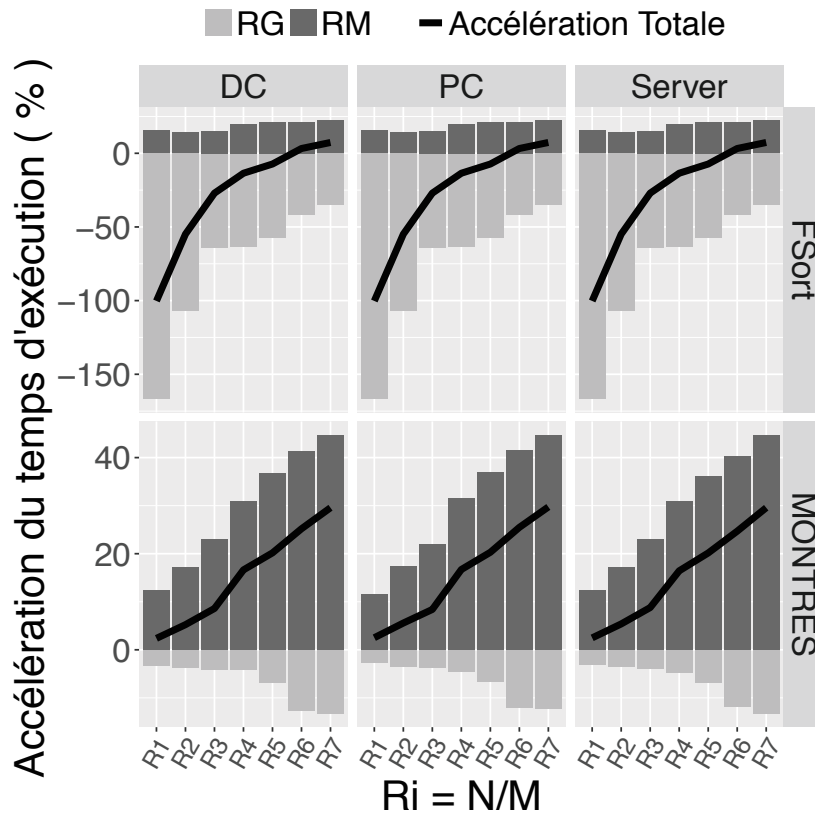 RG RM Accélération Totale
DC PC Server
Accélération du temps d'exécution ( % )
0
−50
−100
−150
FSort
40
20
0
MONTRES
R1 R2 R3 R4 R5 R6 R7 R1 R2 R3 R4 R5 R6 R7 R1 R2 R3 R4 R5 R6 R7
Ri = N/M